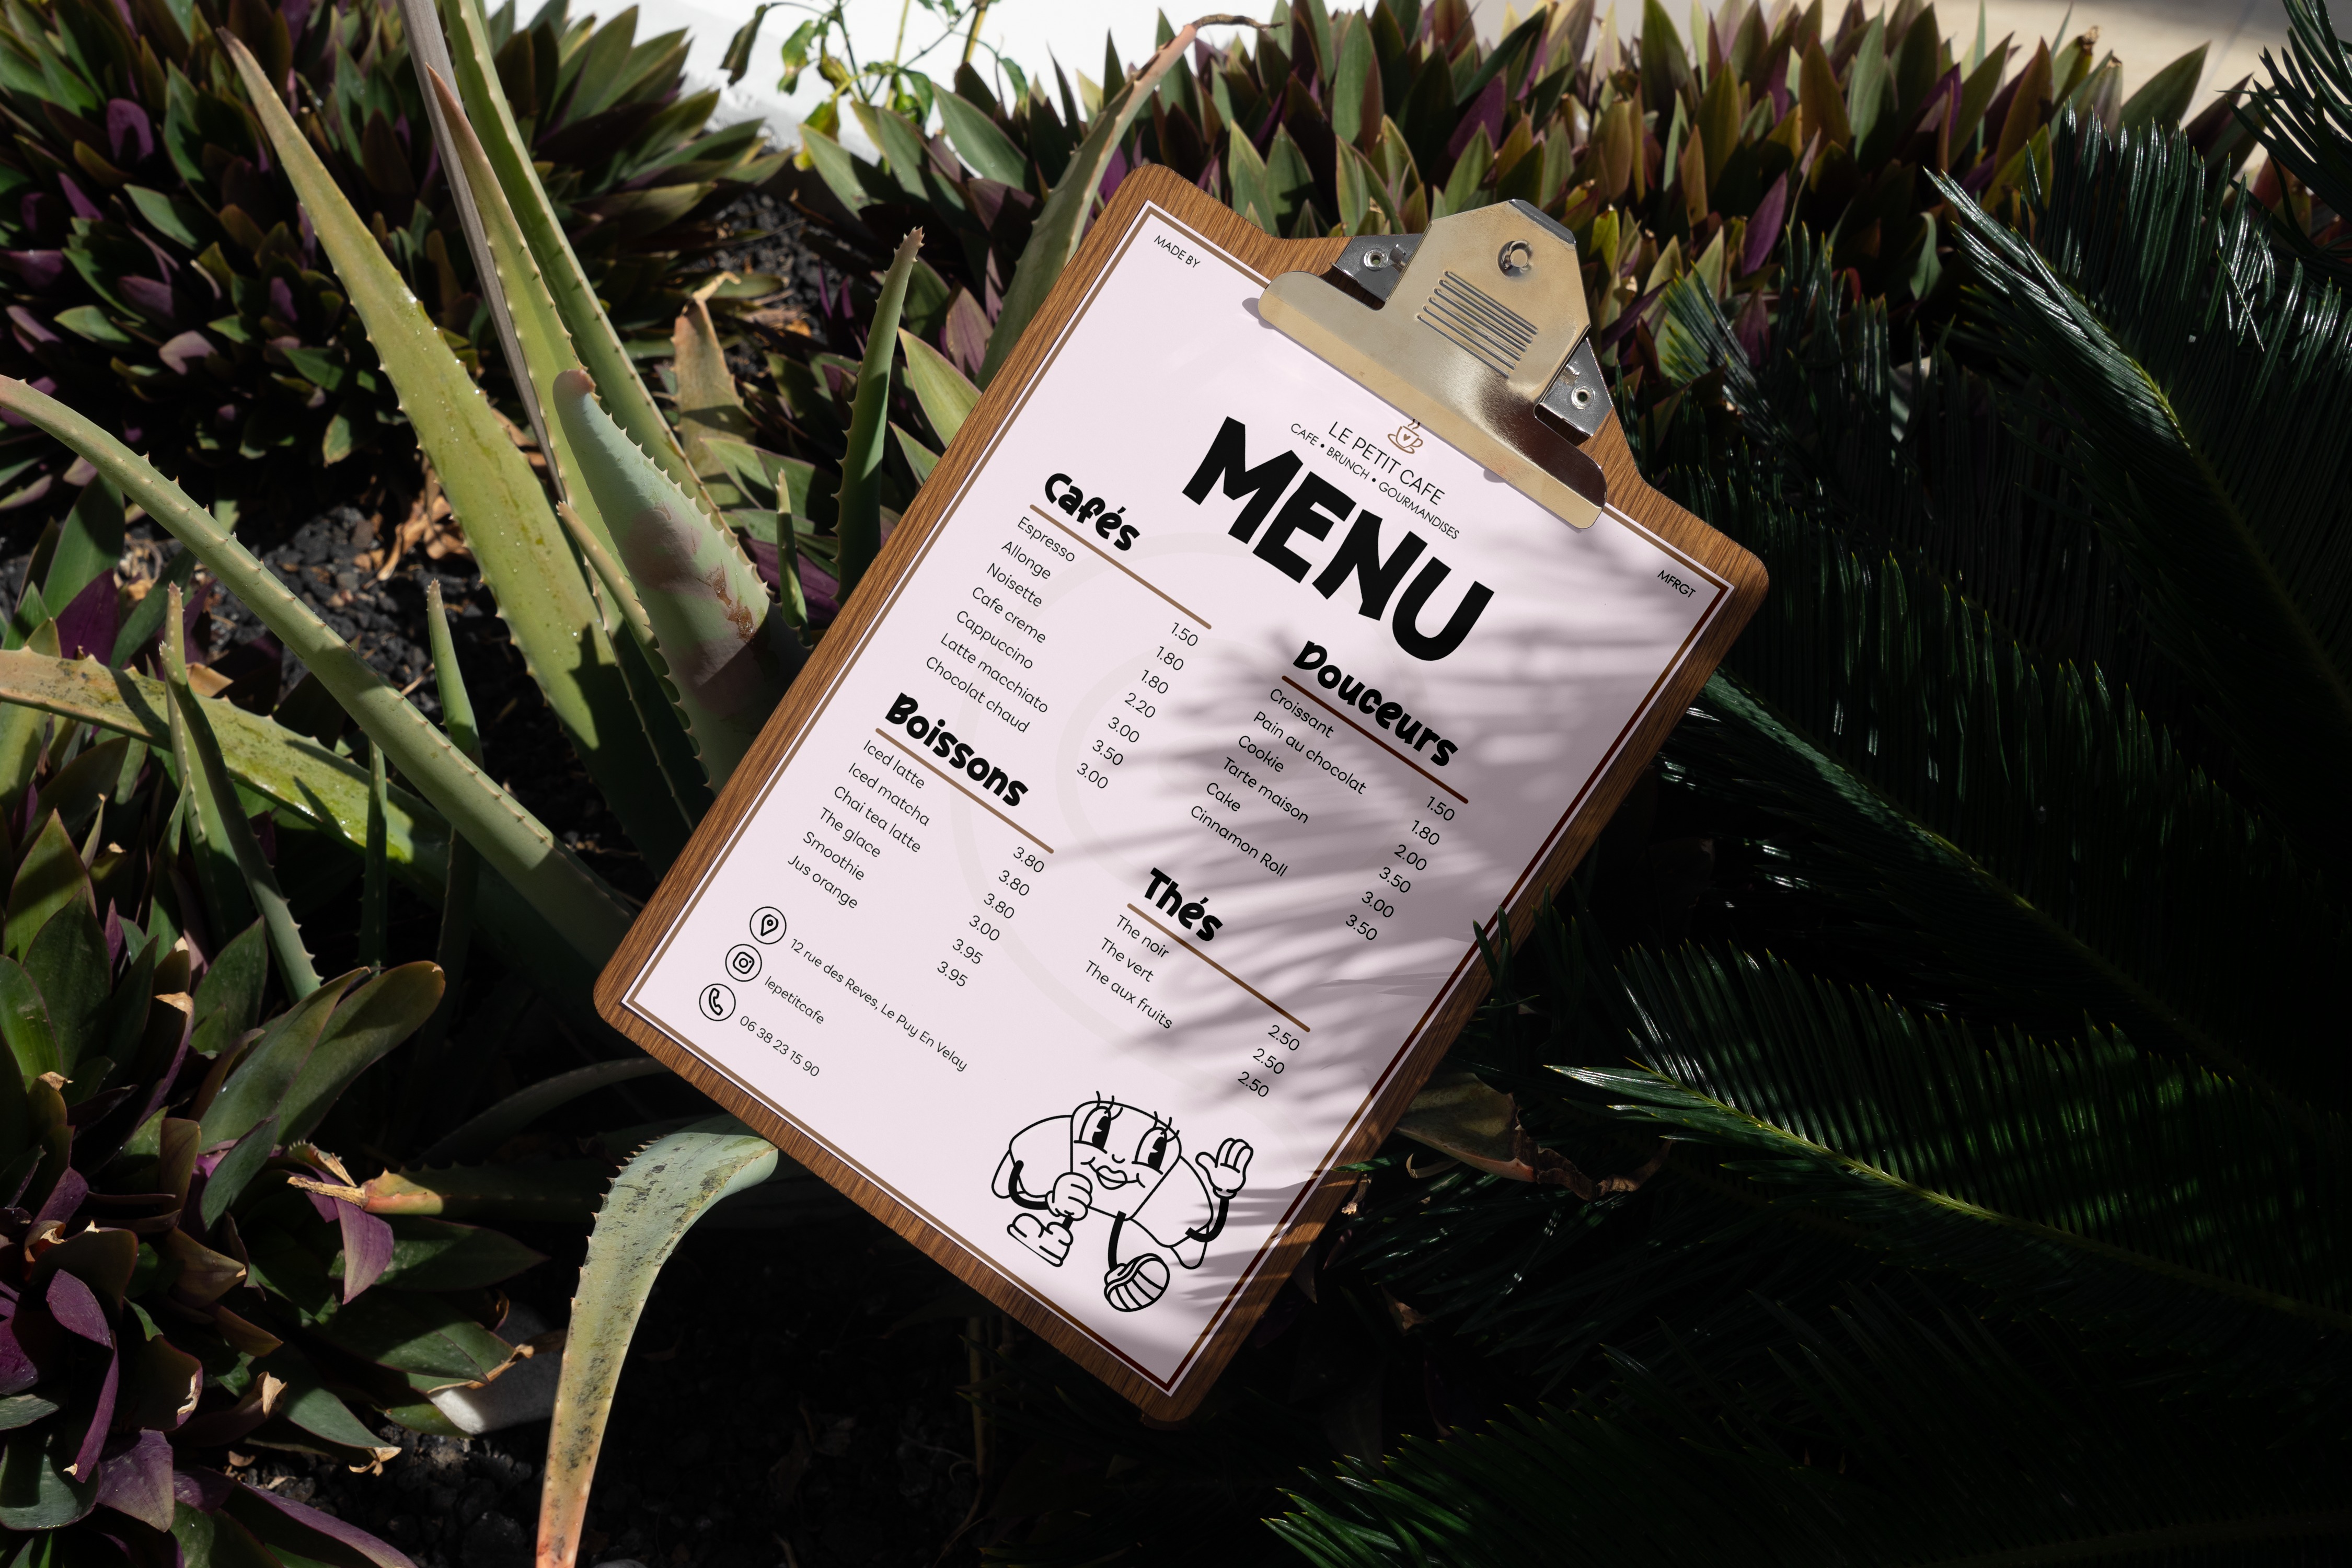 MADE BY
MFRGT
LE PETIT CAFE
CAFE • BRUNCH • GOURMANDISES
MENU
Cafés
Espresso 1.50
Allonge 1.80
Noisette 1.80
Cafe creme 2.20
Cappuccino 3.00
Latte macchiato 3.50
Chocolat chaud 3.00
Boissons
Iced latte 3.80
Iced matcha 3.80
Chai tea latte 3.80
The glace 3.00
Smoothie 3.95
Jus orange 3.95
Douceurs
Croissant 1.50
Pain au chocolat 1.80
Cookie 2.00
Tarte maison 3.50
Cake 3.00
Cinnamon Roll 3.50
Thés
The noir 2.50
The vert 2.50
The aux fruits 2.50
12 rue des Reves, Le Puy En Velay
lepetitcafe
06 38 23 15 90